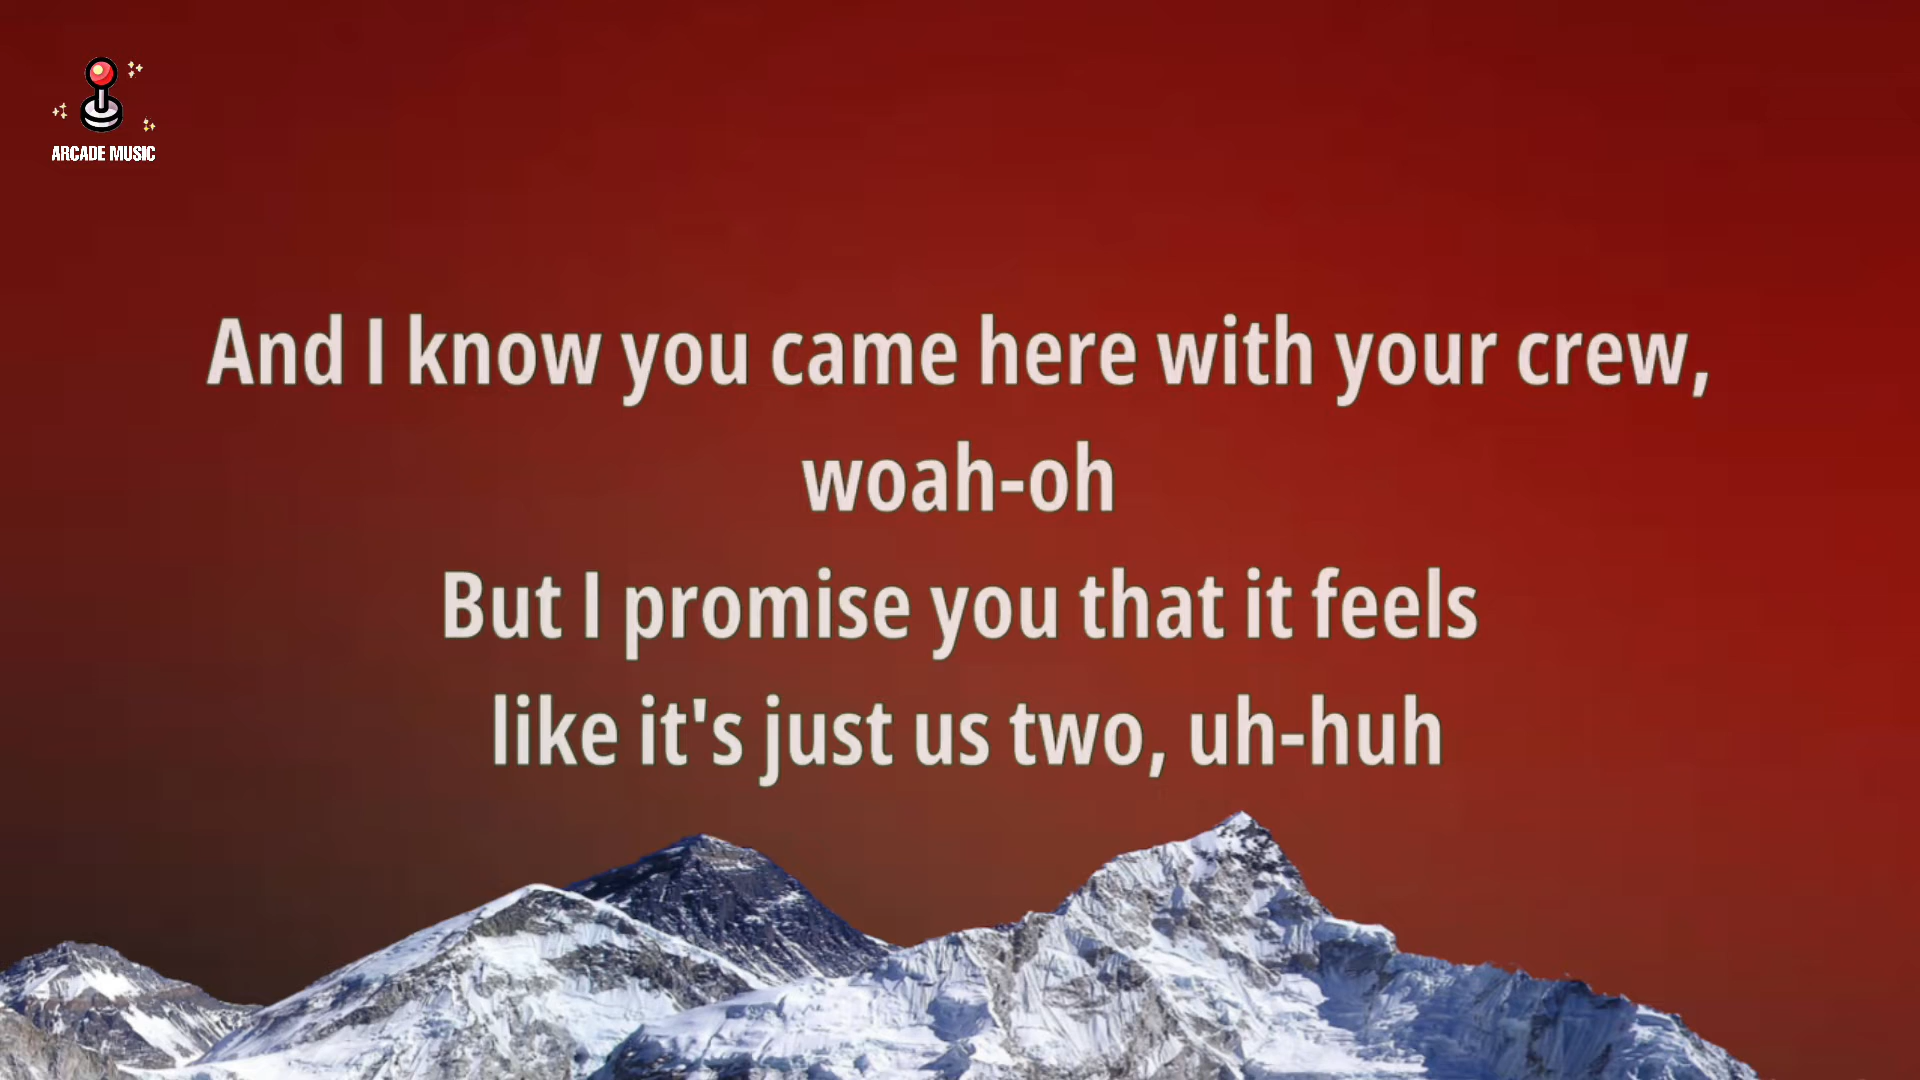 ARCADE MUSIC
And I know you came here with your crew,
woah-oh
But I promise you that it feels
like it's just us two, uh-huh